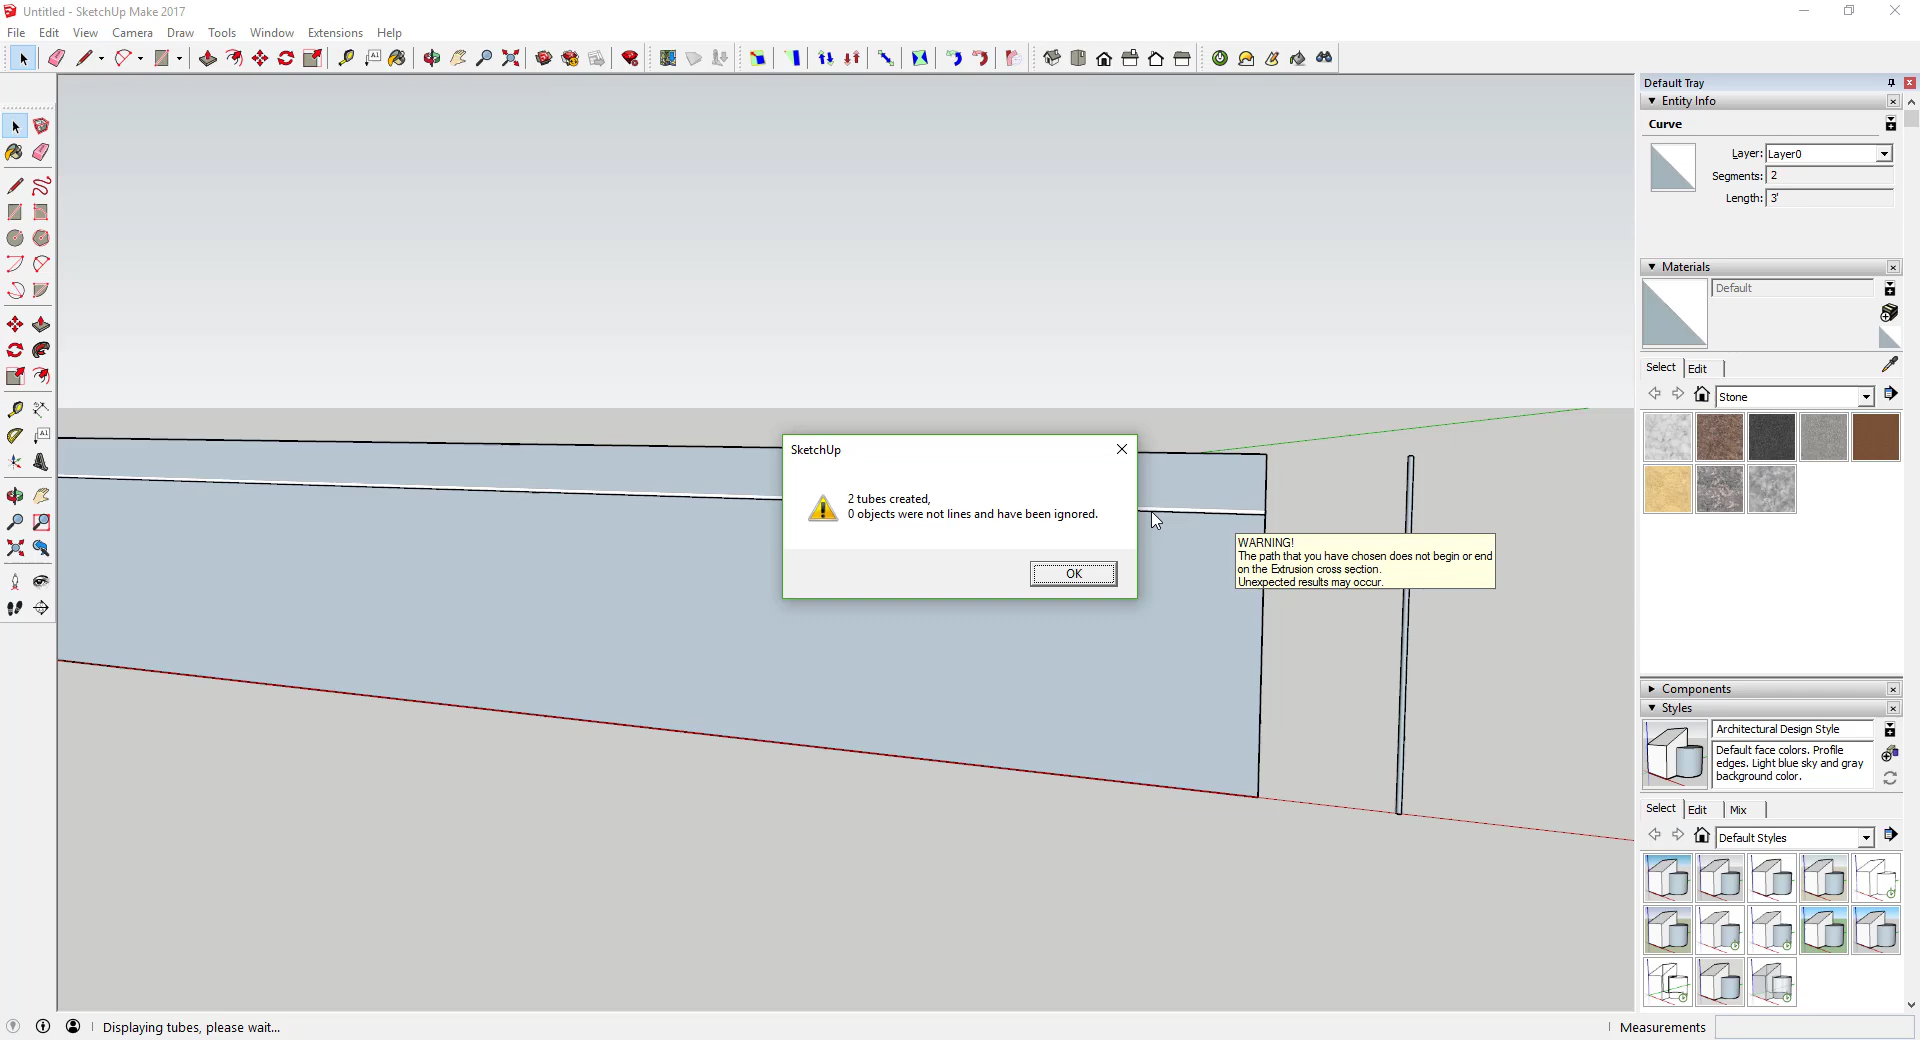 Untitled - SketchUp Make 2017
File Edit View Camera Draw Tools Window Extensions Help
Default Tray
Entity Info
Curve
Layer: Layer0
Segments: 2
Length: 3'
Materials
Default
Select Edit
Stone
SketchUp
2 tubes created,
0 objects were not lines and have been ignored.
OK
WARNING!
The path that you have chosen does not begin or end
on the Extrusion cross section.
Unexpected results may occur.
Components
Styles
Architectural Design Style
Default face colors. Profile
edges. Light blue sky and gray
background color.
Select Edit Mix
Default Styles
Displaying tubes, please wait...
Measurements